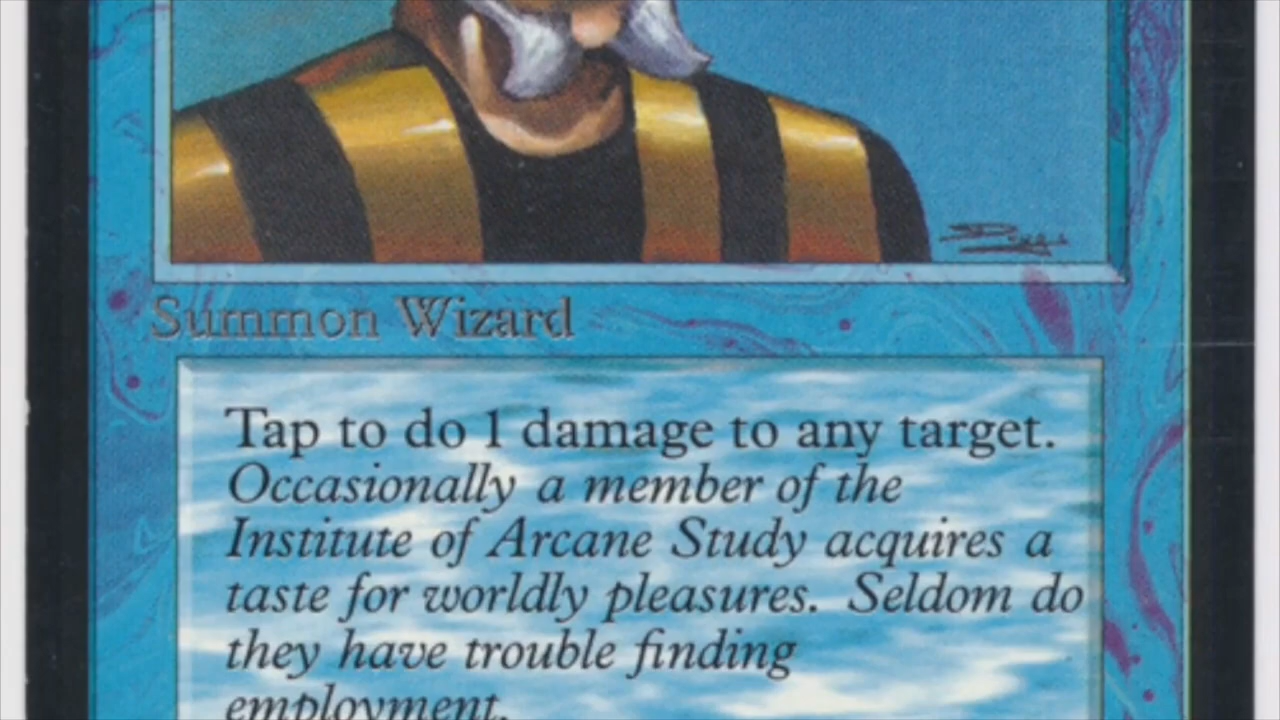 Summon Wizard
Tap to do 1 damage to any target.
Occasionally a member of the
Institute of Arcane Study acquires a
taste for worldly pleasures. Seldom do
they have trouble finding
employment.